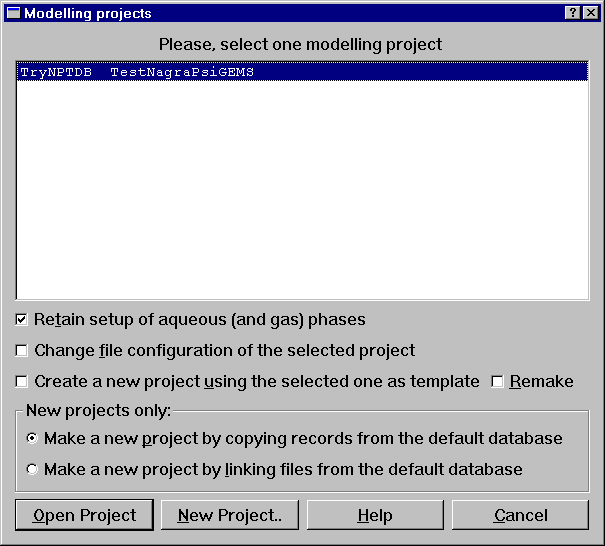 Modelling projects
Please, select one modelling project
TryNPTDB TestNagraPsiGEMS
Retain setup of aqueous (and gas) phases
Change file configuration of the selected project
Create a new project using the selected one as template Remake
New projects only:
Make a new project by copying records from the default database
Make a new project by linking files from the default database
Open Project New Project.. Help Cancel